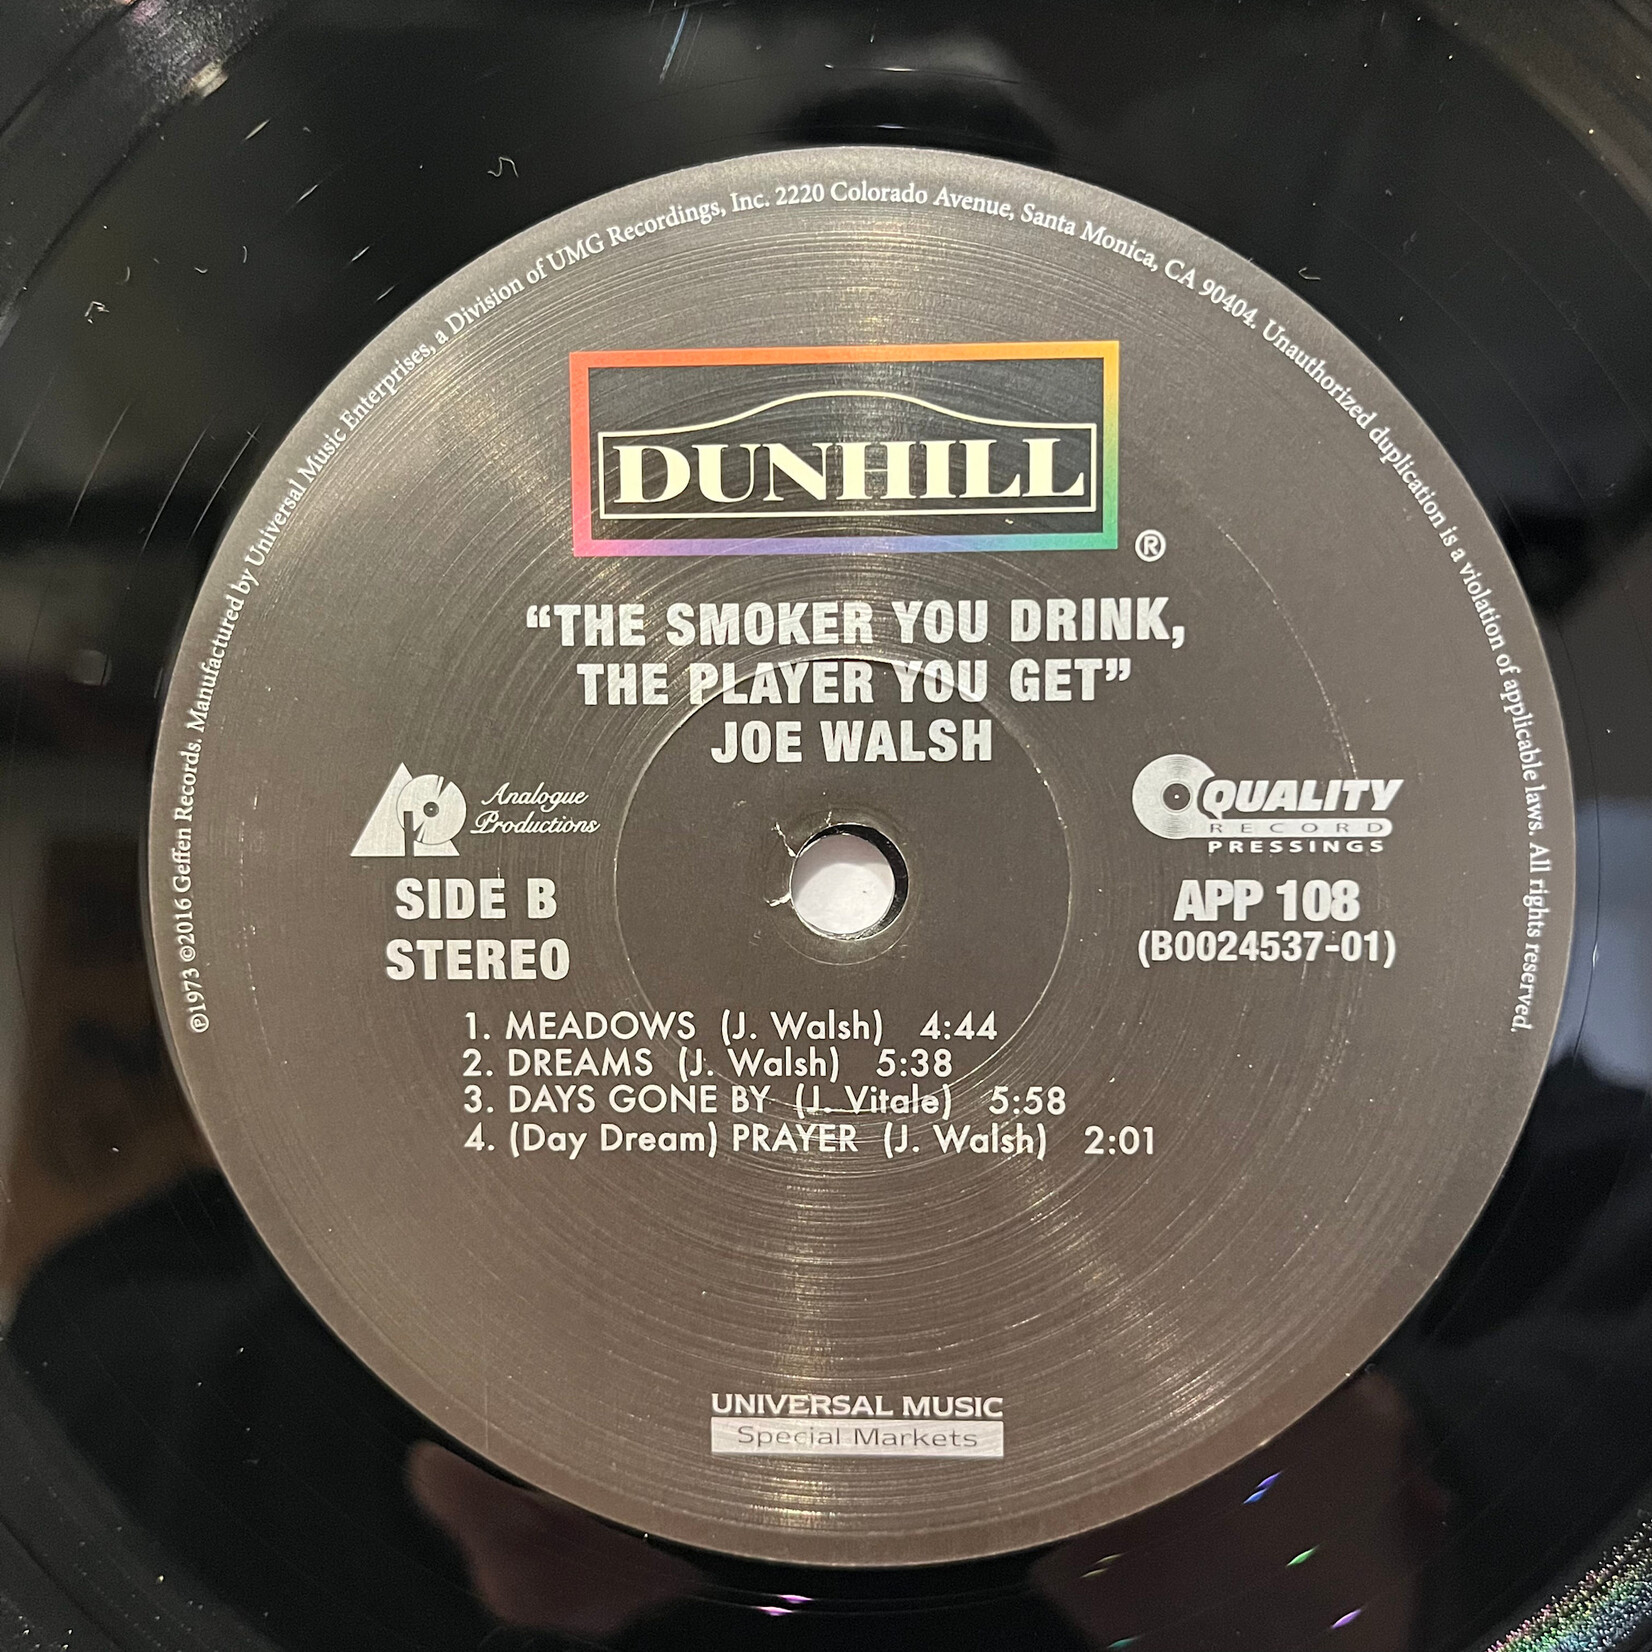 ℗1973 ©2016 Geffen Records. Manufactured by Universal Music Enterprises, a Division of UMG Recordings, Inc. 2220 Colorado Avenue, Santa Monica, CA 90404. Unauthorized duplication is a violation of applicable laws. All rights reserved.
DUNHILL
®
“THE SMOKER YOU DRINK,
THE PLAYER YOU GET”
JOE WALSH
Analogue
Productions
QUALITY
RECORD
PRESSINGS
SIDE B
STEREO
APP 108
(B0024537-01)
1. MEADOWS (J. Walsh) 4:44
2. DREAMS (J. Walsh) 5:38
3. DAYS GONE BY (J. Vitale) 5:58
4. (Day Dream) PRAYER (J. Walsh) 2:01
UNIVERSAL MUSIC
Special Markets